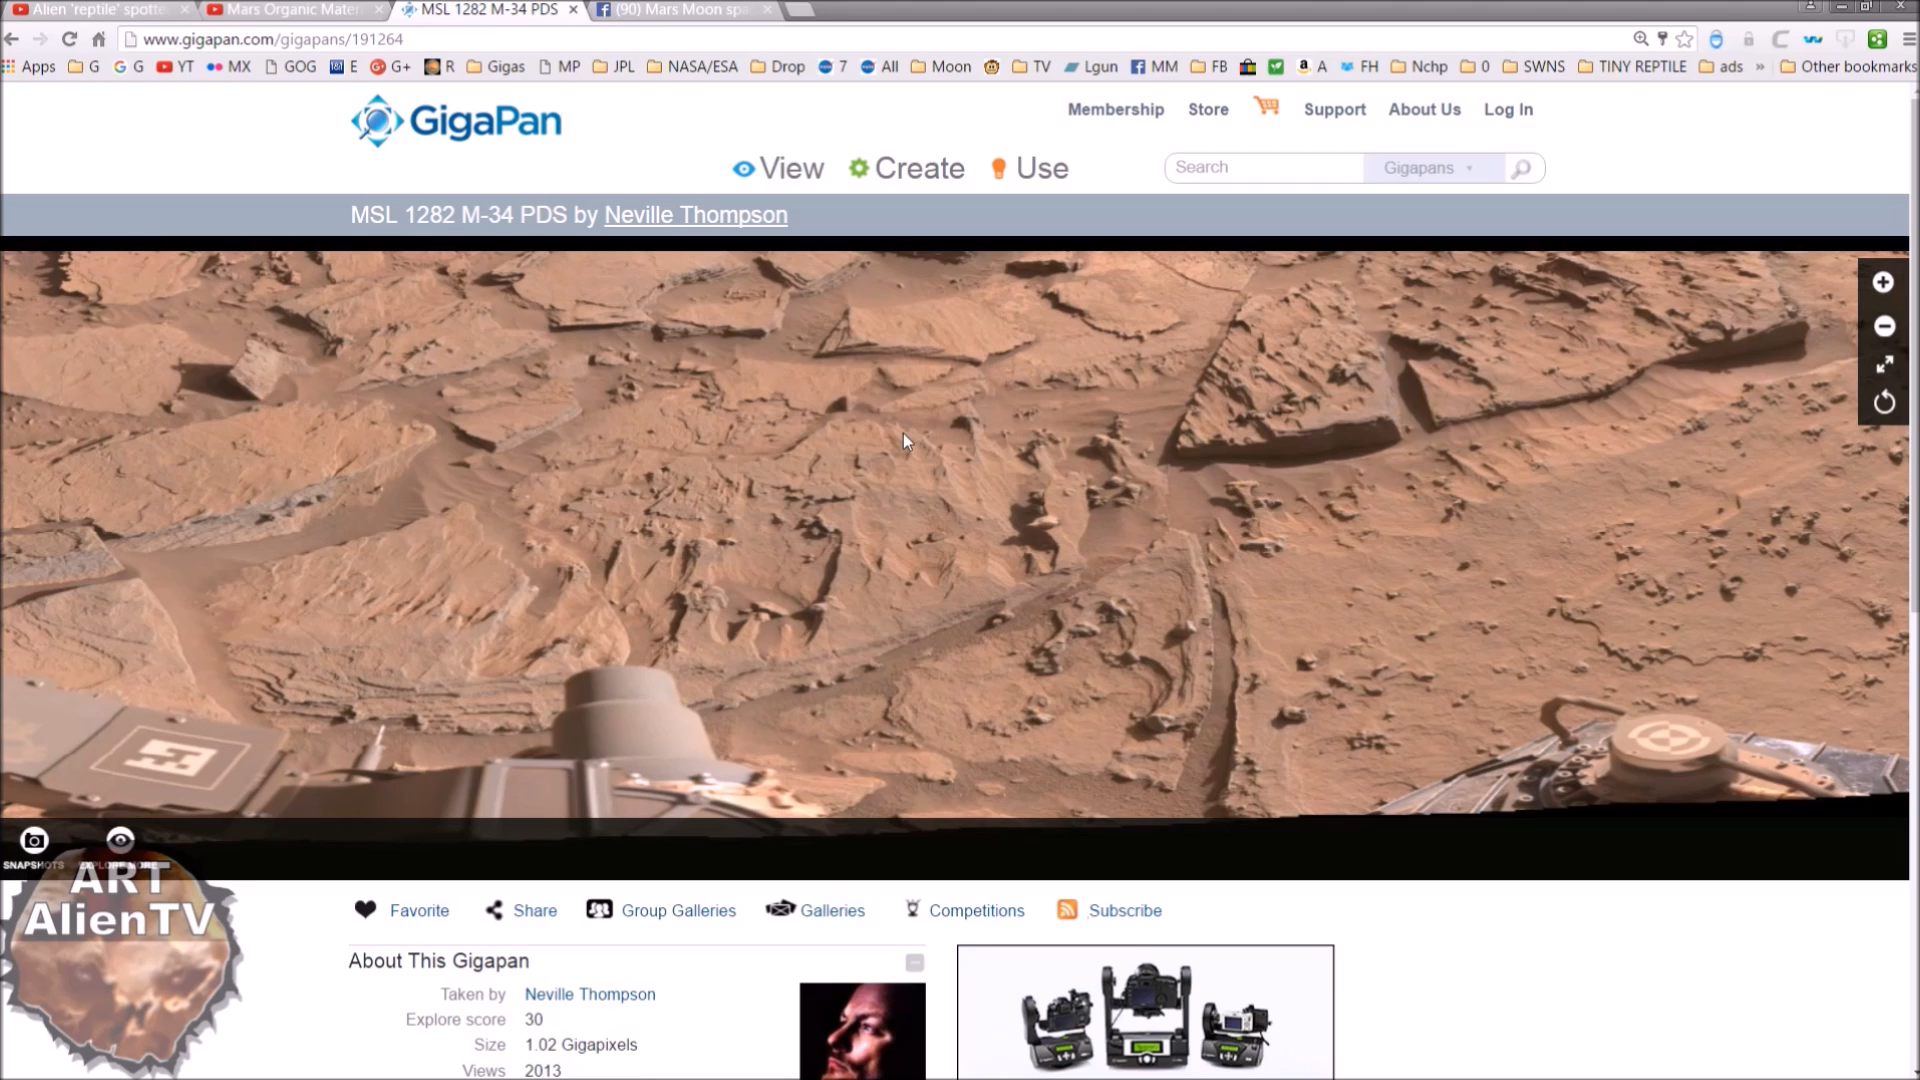 Alien 'reptile' spotte
Mars Organic Mater
MSL 1282 M-34 PDS
(90) Mars Moon spa
www.gigapan.com/gigapans/191264
Apps G G YT MX GOG E G+ R Gigas MP JPL NASA/ESA Drop 7 All Moon TV Lgun MM FB A FH Nchp 0 SWNS TINY REPTILE ads » Other bookmarks
GigaPan
Membership Store Support About Us Log In
View Create Use
Search Gigapans
MSL 1282 M-34 PDS by Neville Thompson
SNAPSHOTS EXPLORE MORE
ART
AlienTV
Favorite Share Group Galleries Galleries Competitions Subscribe
About This Gigapan
Taken by Neville Thompson
Explore score 30
Size 1.02 Gigapixels
Views 2013